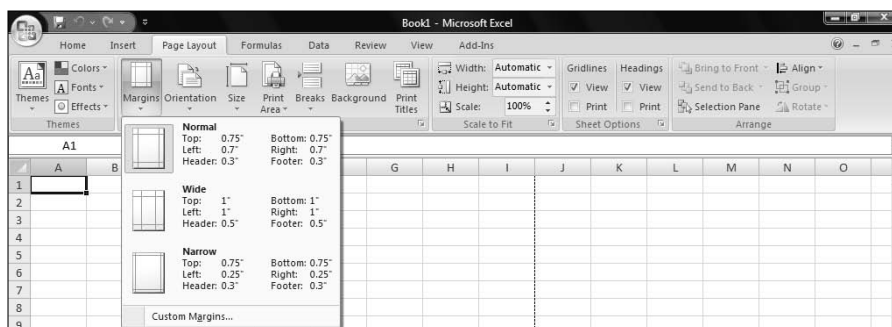 Book1 - Microsoft Excel
Home Insert Page Layout Formulas Data Review View Add-Ins
Colors Width: Automatic Gridlines Headings Bring to Front Align
Aa
A Fonts Height: Automatic View View Send to Back Group
Themes Effects Margins Orientation Size Print Area Breaks Background Print Titles Scale: 100% Print Print Selection Pane Rotate
Themes Scale to Fit Sheet Options Arrange
A1
A B G H I J K L M N O
1
2
3
4
5
6
7
8
9
Normal
Top: 0.75" Bottom: 0.75"
Left: 0.7" Right: 0.7"
Header: 0.3" Footer: 0.3"
Wide
Top: 1" Bottom: 1"
Left: 1" Right: 1"
Header: 0.5" Footer: 0.5"
Narrow
Top: 0.75" Bottom: 0.75"
Left: 0.25" Right: 0.25"
Header: 0.3" Footer: 0.3"
Custom Margins...